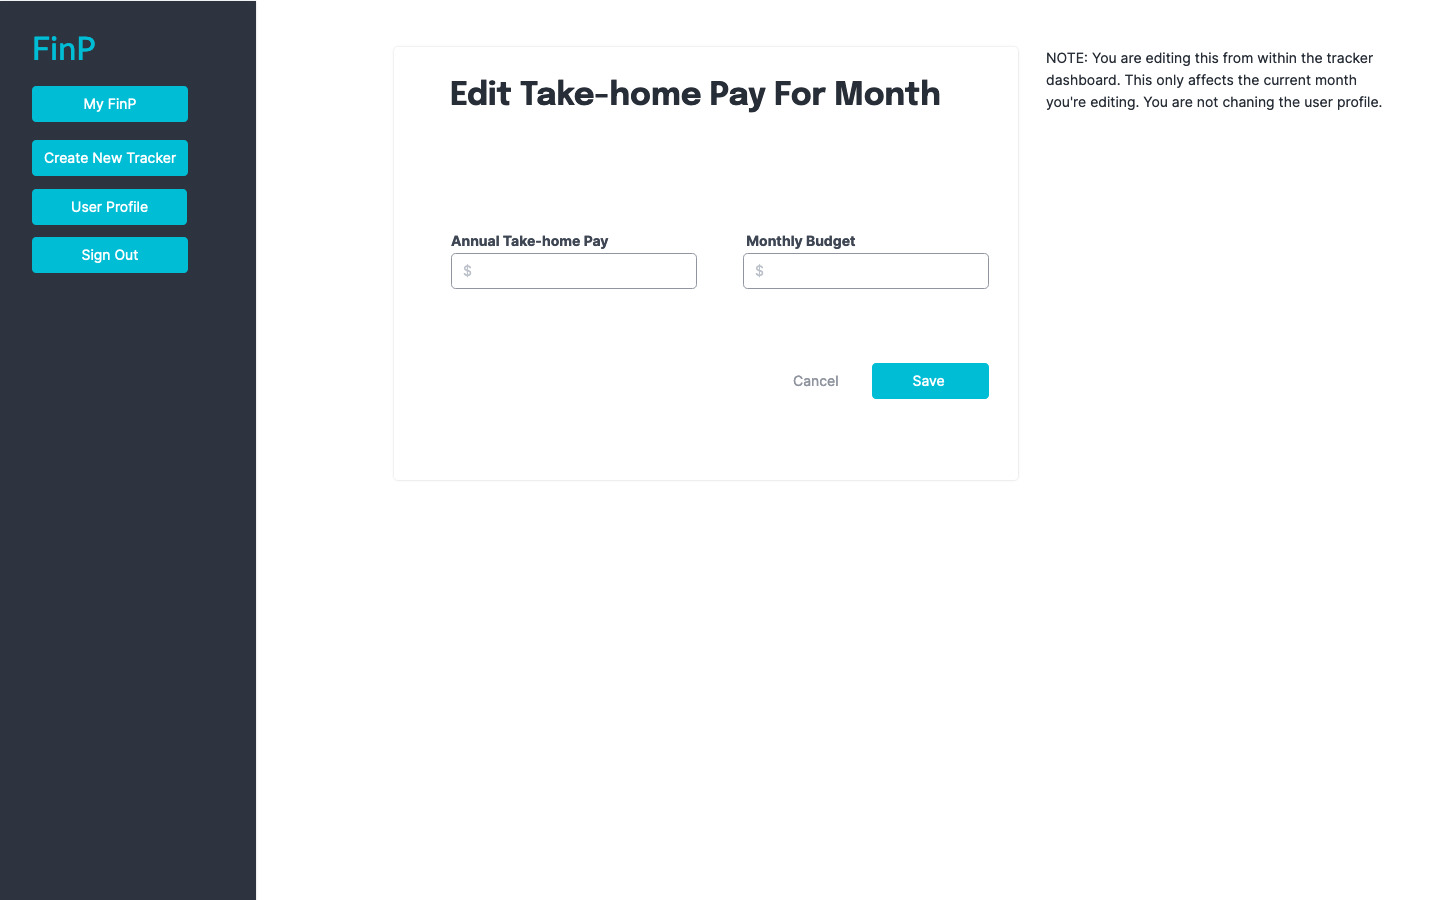 FinP
My FinP
Create New Tracker
User Profile
Sign Out
Edit Take-home Pay For Month
Annual Take-home Pay
$
Monthly Budget
$
Cancel
Save
NOTE: You are editing this from within the tracker
dashboard. This only affects the current month
you're editing. You are not chaning the user profile.